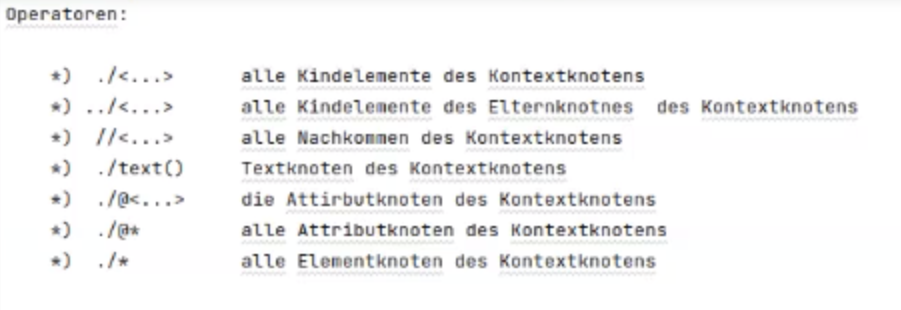 Operatoren:
*) ./<...> alle Kindelemente des Kontextknotens
*) ../<...> alle Kindelemente des Elternknotnes des Kontextknotens
*) //<...> alle Nachkommen des Kontextknotens
*) ./text() Textknoten des Kontextknotens
*) ./@<...> die Attirbutknoten des Kontextknotens
*) ./@* alle Attributknoten des Kontextknotens
*) ./* alle Elementknoten des Kontextknotens